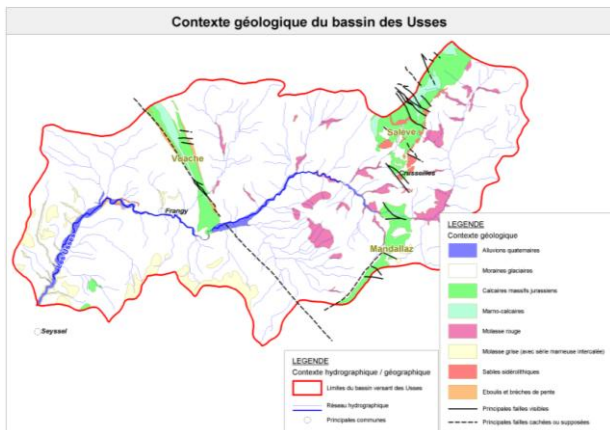 Contexte géologique du bassin des Usses
Salève
Vuache
Cruseilles
Frangy
Mandallaz
Seyssel
LEGENDE
Contexte géologique
Alluvions quaternaires
Moraines glaciaires
Calcaires massifs jurassiens
Marno-calcaires
Molasse rouge
Molasse grise (avec série marneuse intercalée)
Sables sidérolithiques
Eboulis et brèches de pente
Principales failles visibles
Principales failles cachées ou supposées
LEGENDE
Contexte hydrographique / géographique
Limites du bassin versant des Usses
Réseau hydrographique
Principales communes